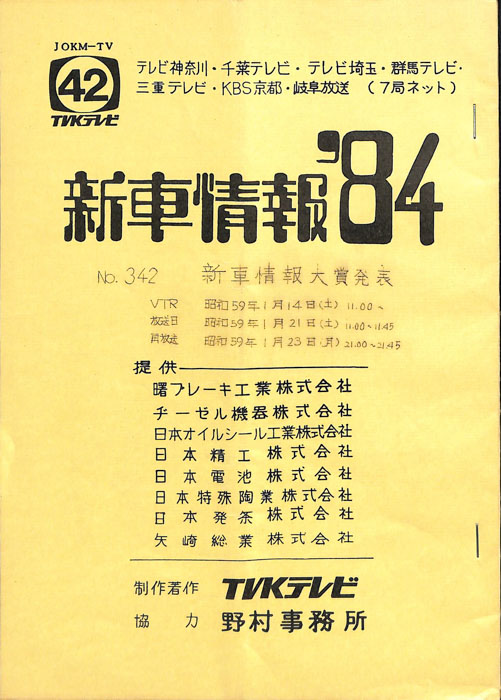 JOKM-TV
42
TVKテレビ
テレビ神奈川・千葉テレビ・テレビ埼玉・群馬テレビ・
三重テレビ・KBS京都・岐阜放送 (7局ネット)
新車情報'84
No. 342 新車情報大賞発表
VTR 昭和59年1月14日(土) 11.00~
放送日 昭和59年1月21日(土) 11.00~11.45
再放送 昭和59年1月23日(月) 21.00~21.45
提供
曙ブレーキ工業株式会社
ヂーゼル機器株式会社
日本オイルシール工業株式会社
日本精工株式会社
日本電池株式会社
日本特殊陶業株式会社
日本発条株式会社
矢崎総業株式会社
制作著作 TVKテレビ
協力 野村事務所